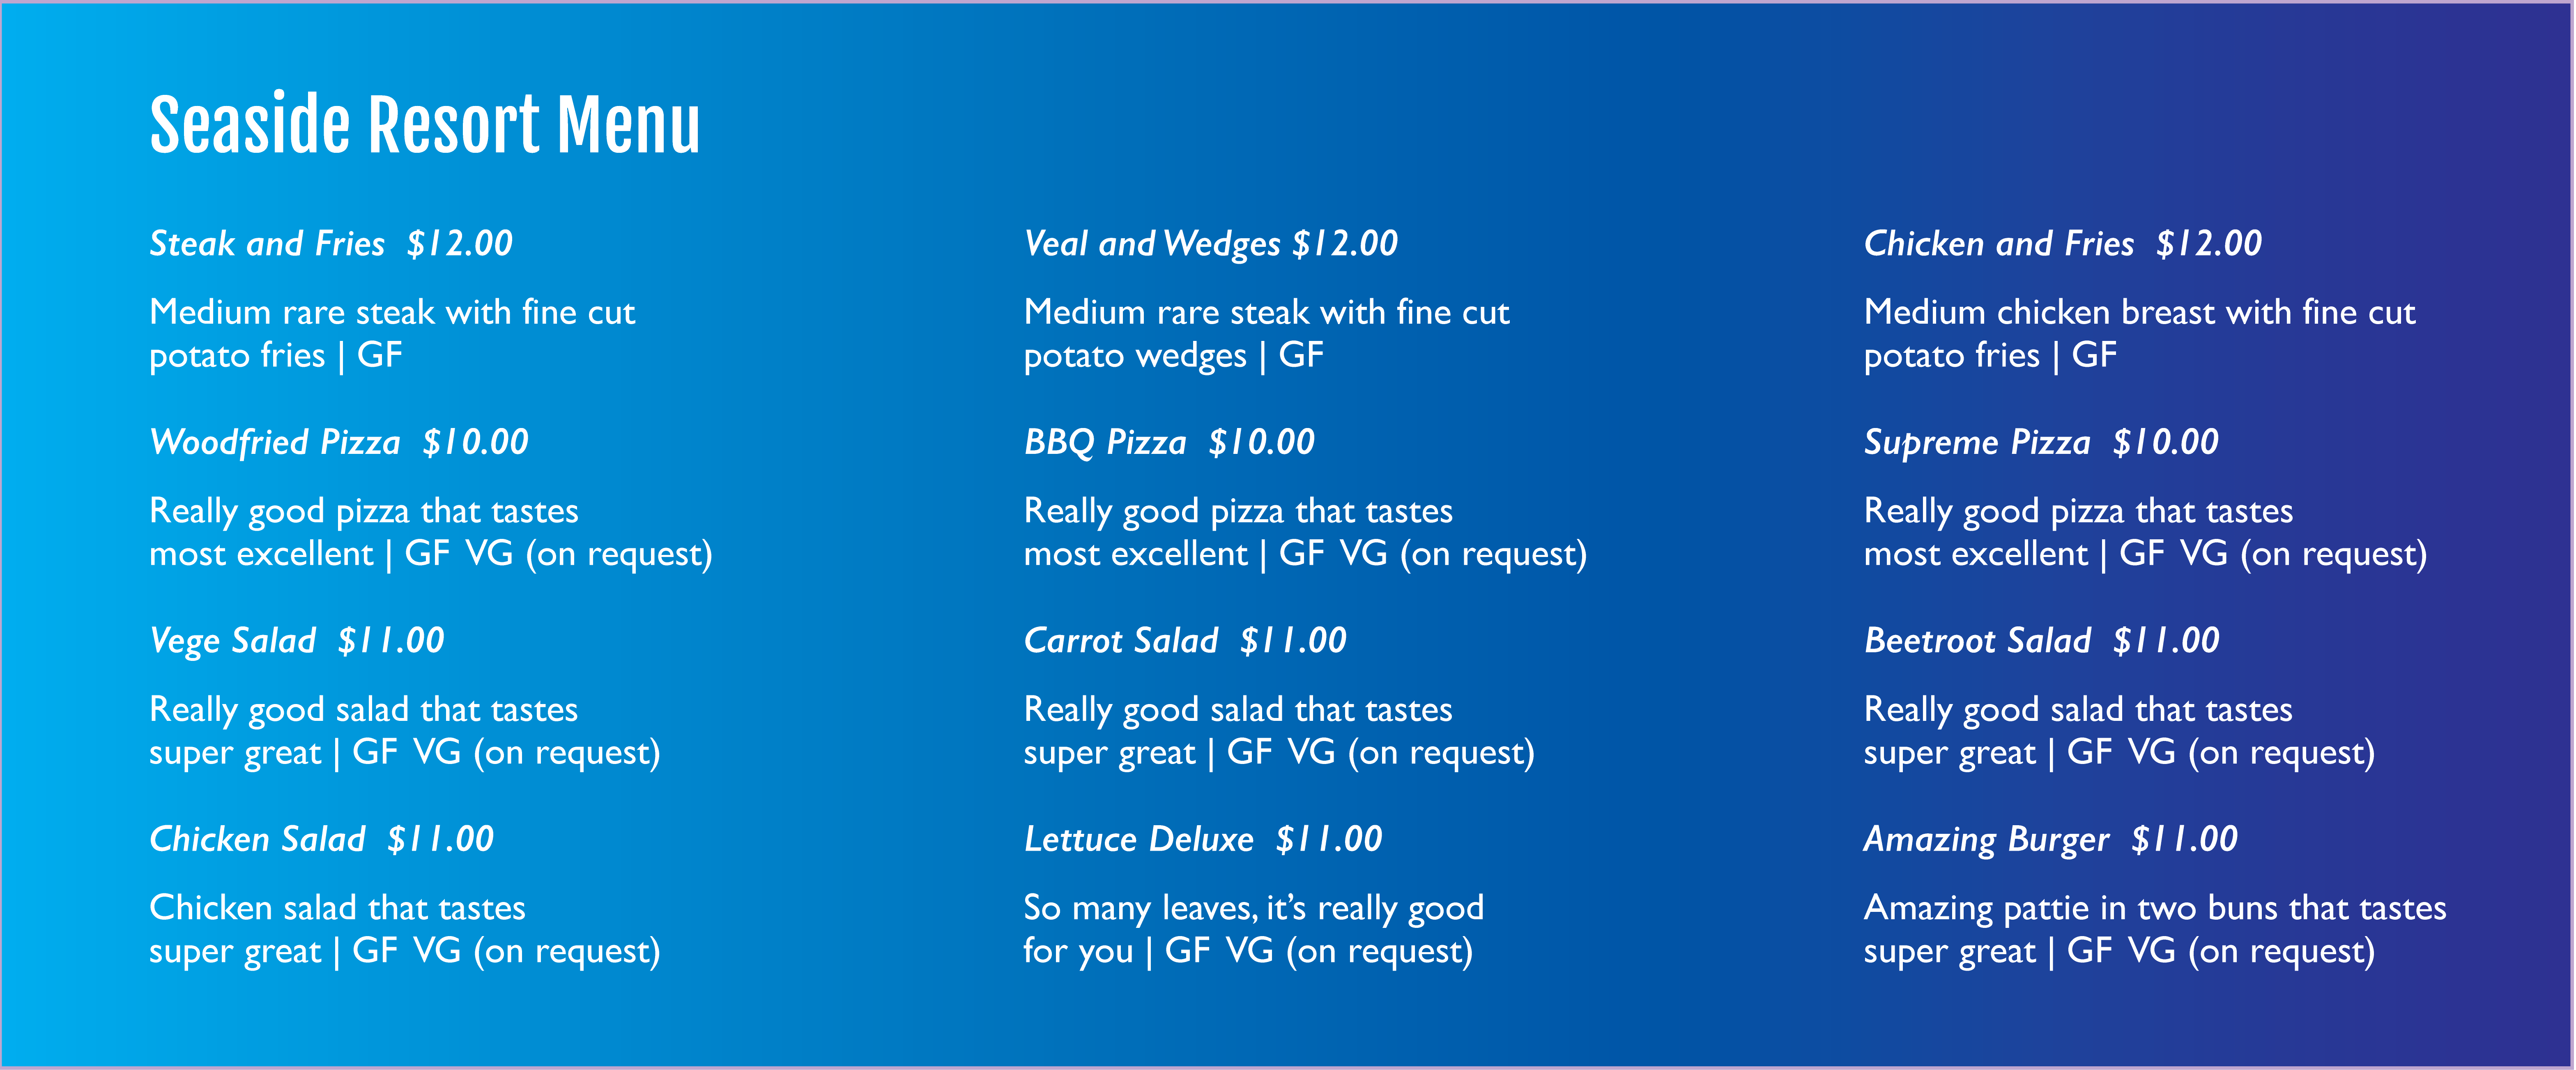 Seaside Resort Menu
Steak and Fries  $12.00
Medium rare steak with fine cut
potato fries | GF
Woodfried Pizza  $10.00
Really good pizza that tastes
most excellent | GF VG (on request)
Vege Salad  $11.00
Really good salad that tastes
super great | GF VG (on request)
Chicken Salad  $11.00
Chicken salad that tastes
super great | GF VG (on request)
Veal and Wedges $12.00
Medium rare steak with fine cut
potato wedges | GF
BBQ Pizza  $10.00
Really good pizza that tastes
most excellent | GF VG (on request)
Carrot Salad  $11.00
Really good salad that tastes
super great | GF VG (on request)
Lettuce Deluxe  $11.00
So many leaves, it’s really good
for you | GF VG (on request)
Chicken and Fries  $12.00
Medium chicken breast with fine cut
potato fries | GF
Supreme Pizza  $10.00
Really good pizza that tastes
most excellent | GF VG (on request)
Beetroot Salad  $11.00
Really good salad that tastes
super great | GF VG (on request)
Amazing Burger  $11.00
Amazing pattie in two buns that tastes
super great | GF VG (on request)